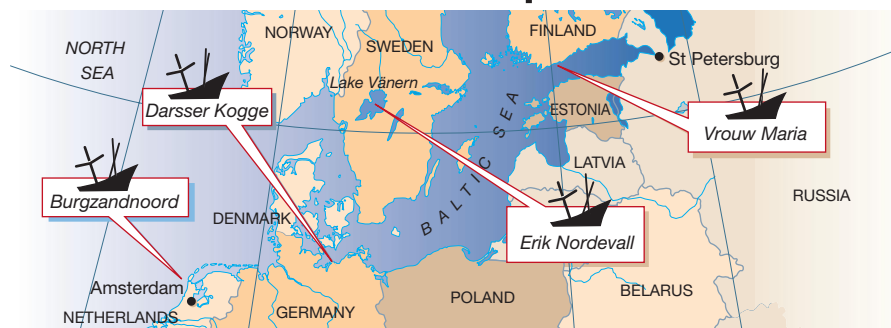 NORTH
SEA
NORWAY
SWEDEN
FINLAND
St Petersburg
Lake Vänern
Darsser Kogge
ESTONIA
Vrouw Maria
BALTIC SEA
LATVIA
RUSSIA
Burgzandnoord
DENMARK
Erik Nordevall
Amsterdam
NETHERLANDS
GERMANY
POLAND
BELARUS